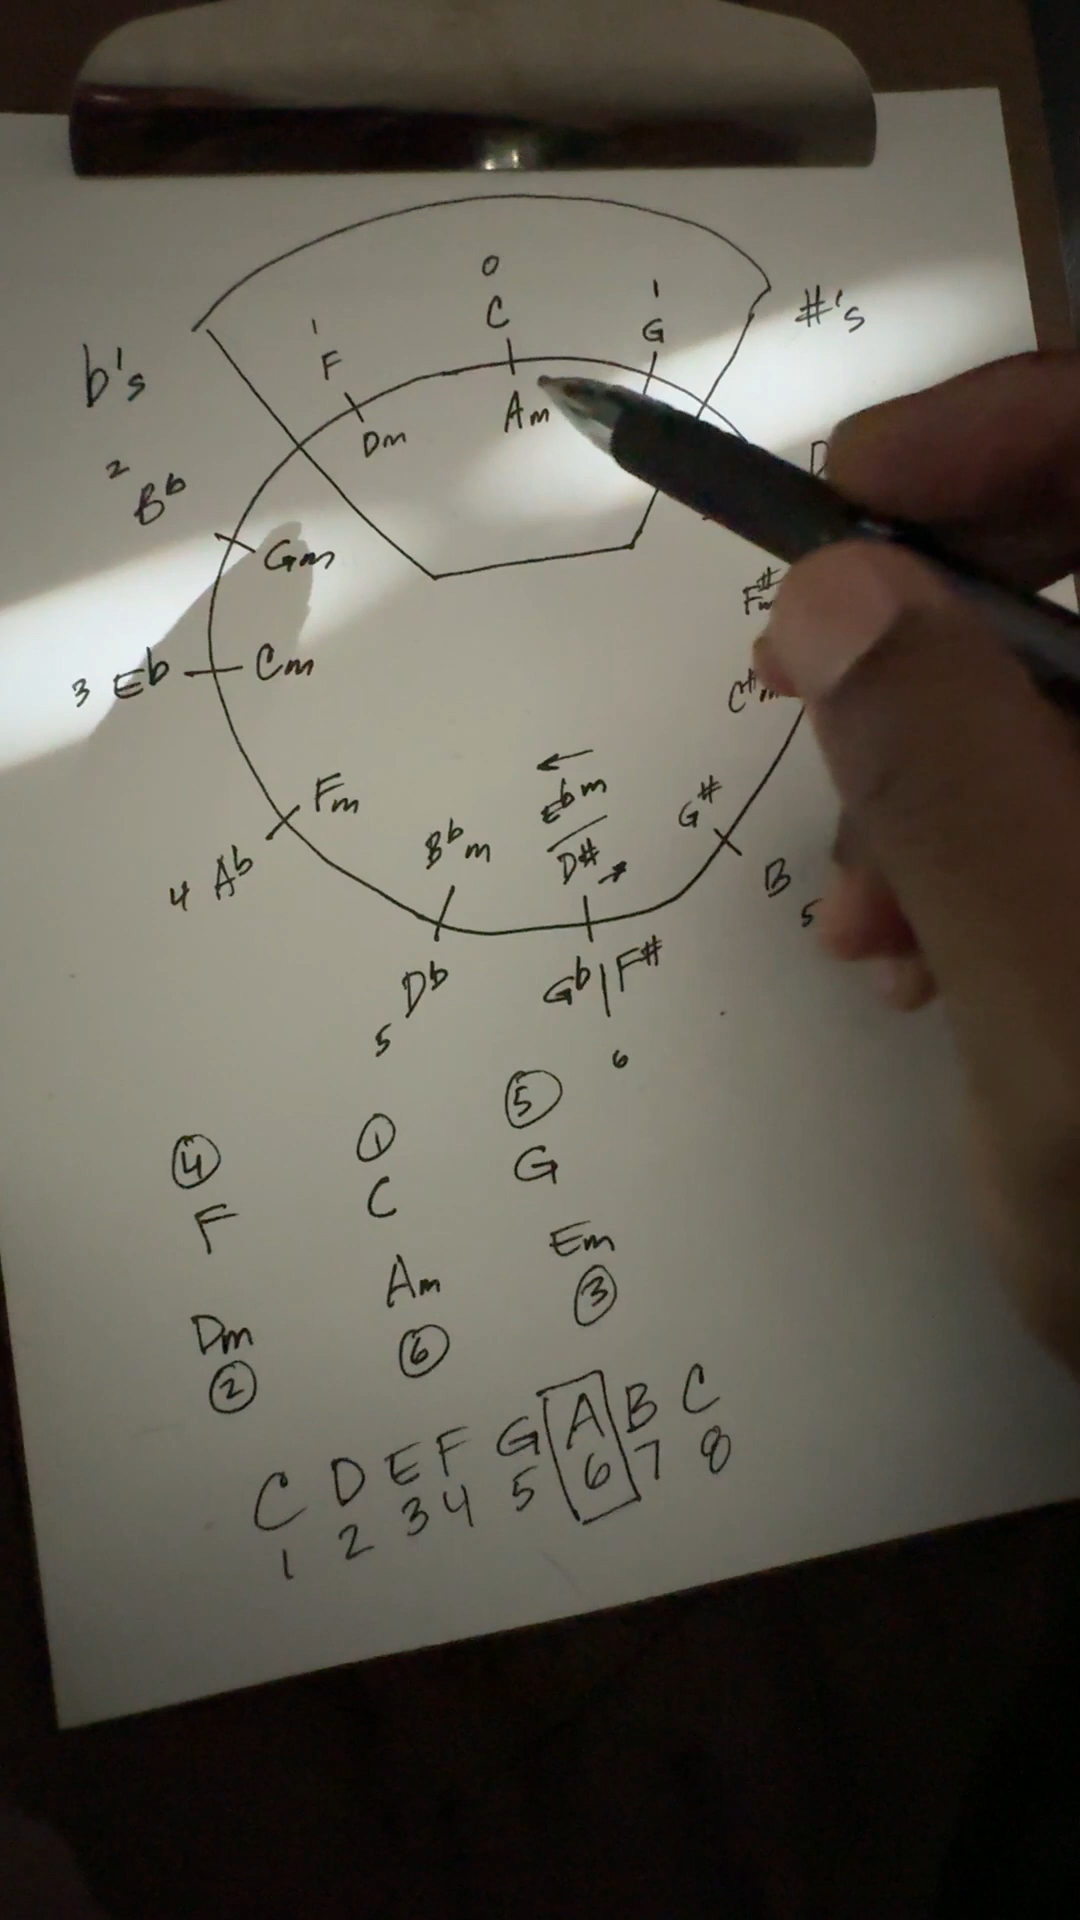 0
1 C 1
F G #'s
b's
Dm Am
2 Bb
Gm
F#m
3 Eb Cm
C#m
Fm Ebm G#
Bbm D#
4 Ab B
5
Db Gb | F#
5 6
4 1 5
F C G
Dm Am Em
2 6 3
C D E F G A B C
1 2 3 4 5 6 7 8